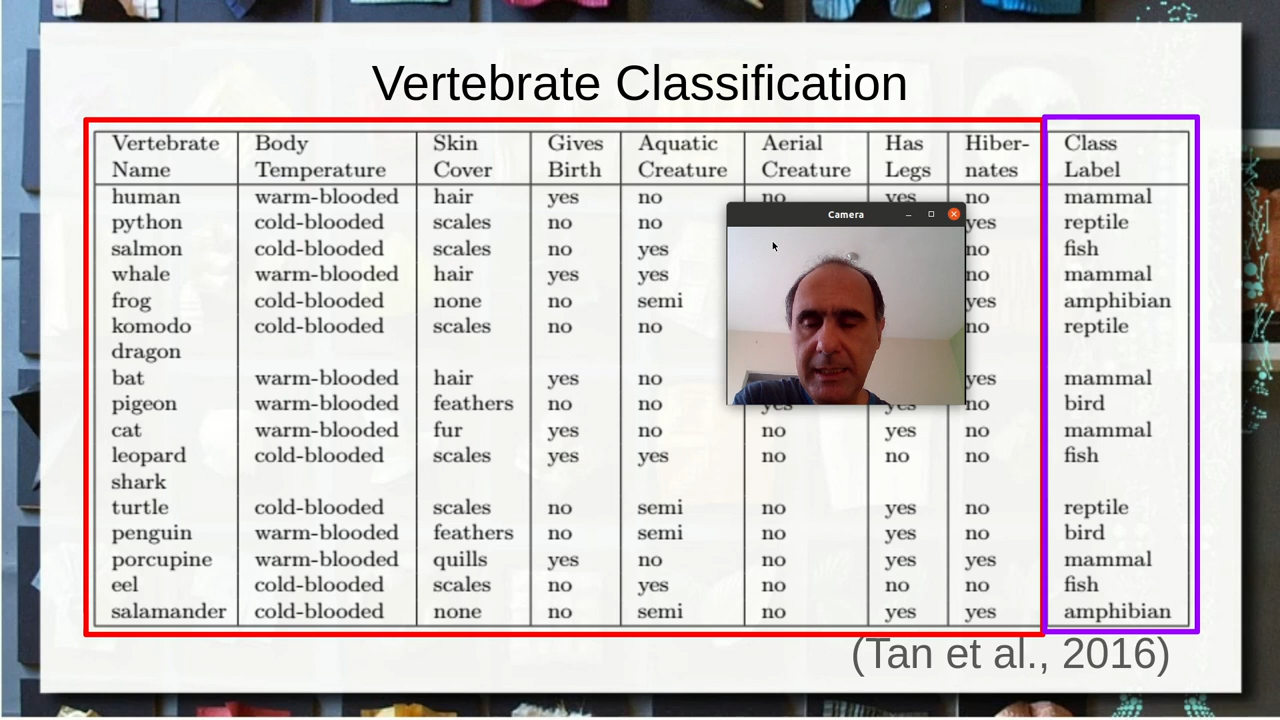 Vertebrate Classification
Vertebrate Body Skin Gives Aquatic Aerial Has Hiber- Class
Name Temperature Cover Birth Creature Creature Legs nates Label
human warm-blooded hair yes no no yes no mammal
python cold-blooded scales no no yes reptile
Camera
salmon cold-blooded scales no yes no fish
whale warm-blooded hair yes yes no mammal
frog cold-blooded none no semi yes amphibian
komodo cold-blooded scales no no no reptile
dragon
bat warm-blooded hair yes no yes mammal
pigeon warm-blooded feathers no no yes yes no bird
cat warm-blooded fur yes no no yes no mammal
leopard cold-blooded scales yes yes no no no fish
shark
turtle cold-blooded scales no semi no yes no reptile
penguin warm-blooded feathers no semi no yes no bird
porcupine warm-blooded quills yes no no yes yes mammal
eel cold-blooded scales no yes no no no fish
salamander cold-blooded none no semi no yes yes amphibian
(Tan et al., 2016)